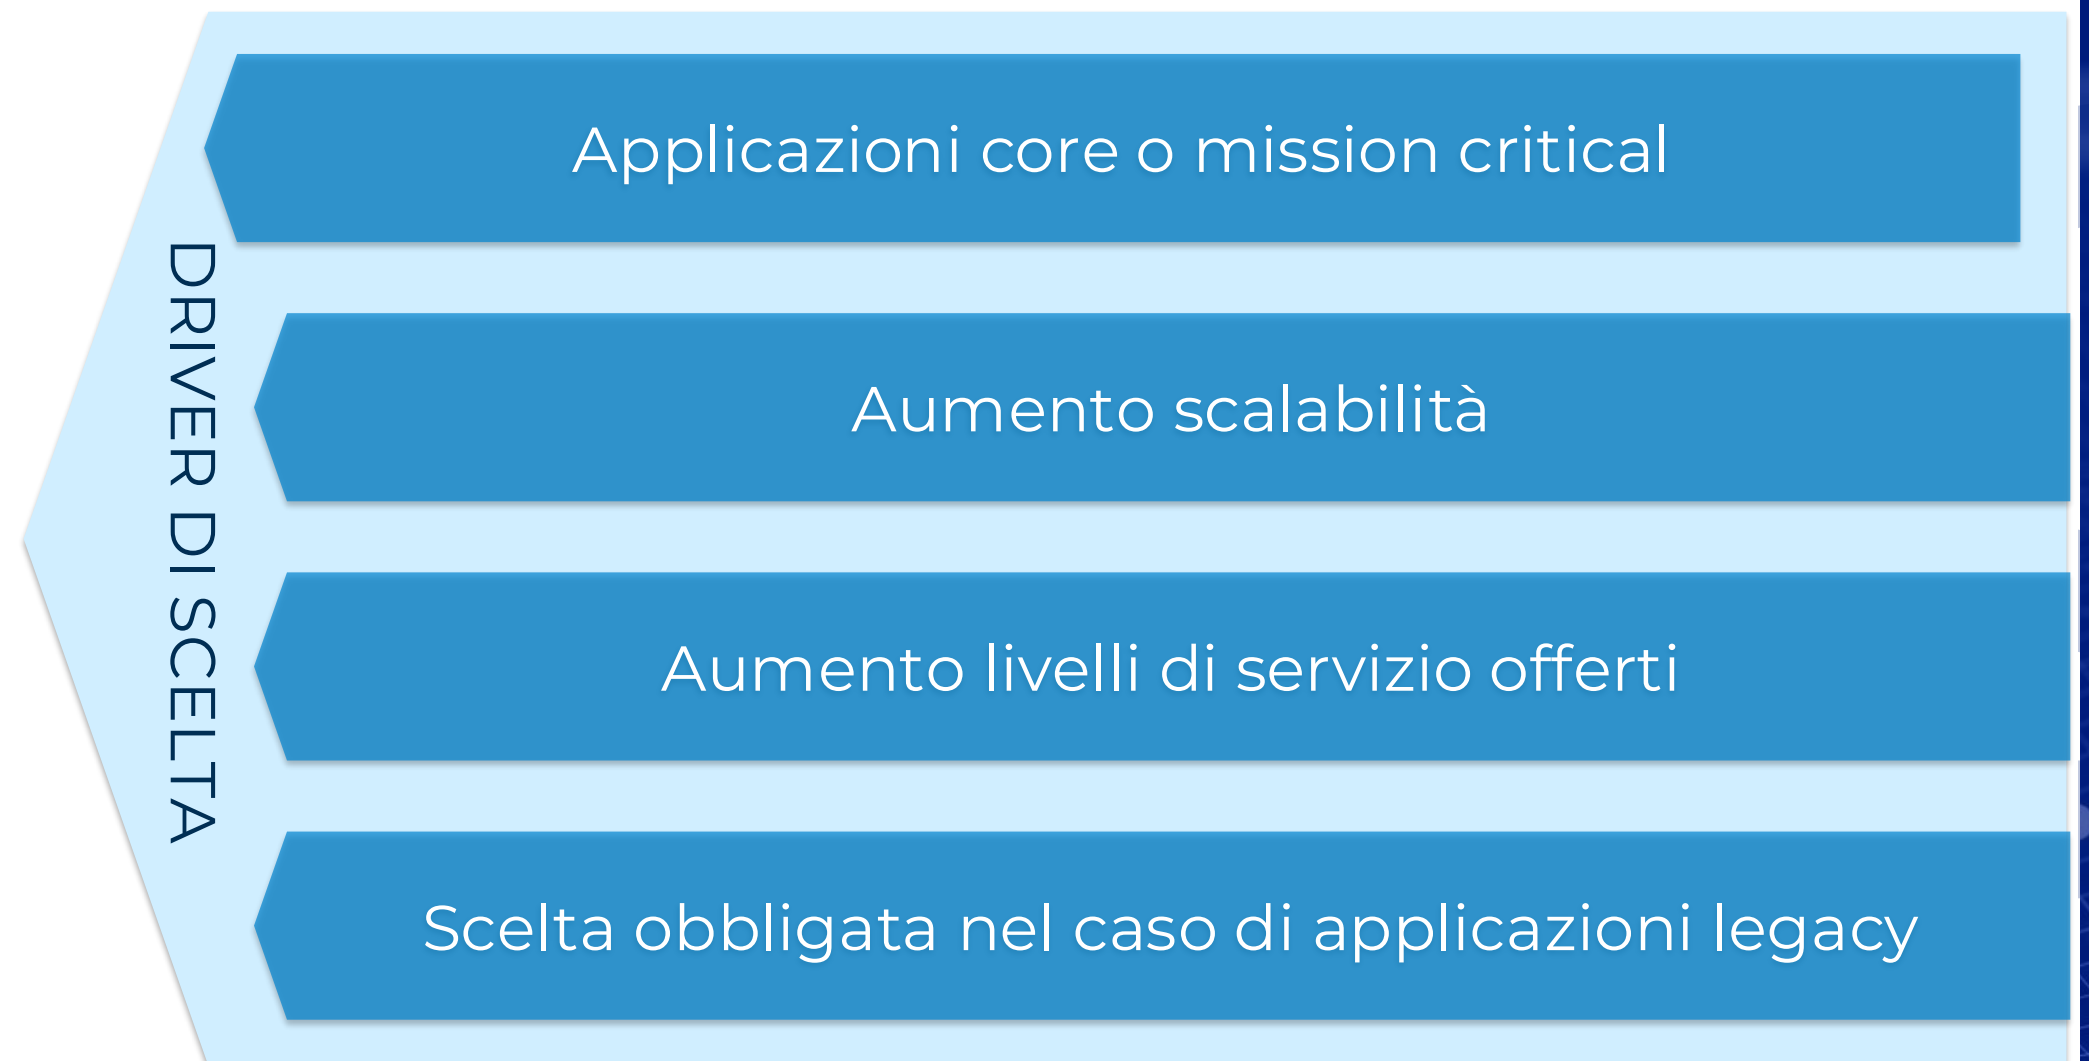 DRIVER DI SCELTA
Applicazioni core o mission critical
Aumento scalabilità
Aumento livelli di servizio offerti
Scelta obbligata nel caso di applicazioni legacy